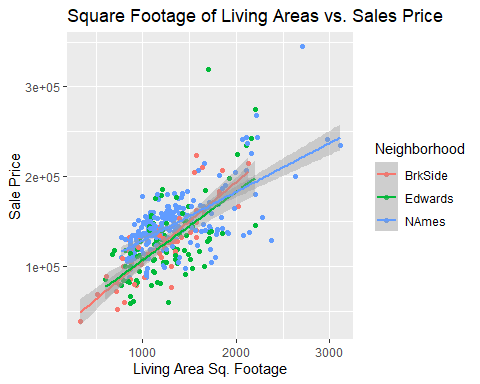 Square Footage of Living Areas vs. Sales Price
3e+05
2e+05
1e+05
Sale Price
1000
2000
3000
Living Area Sq. Footage
Neighborhood
BrkSide
Edwards
NAmes